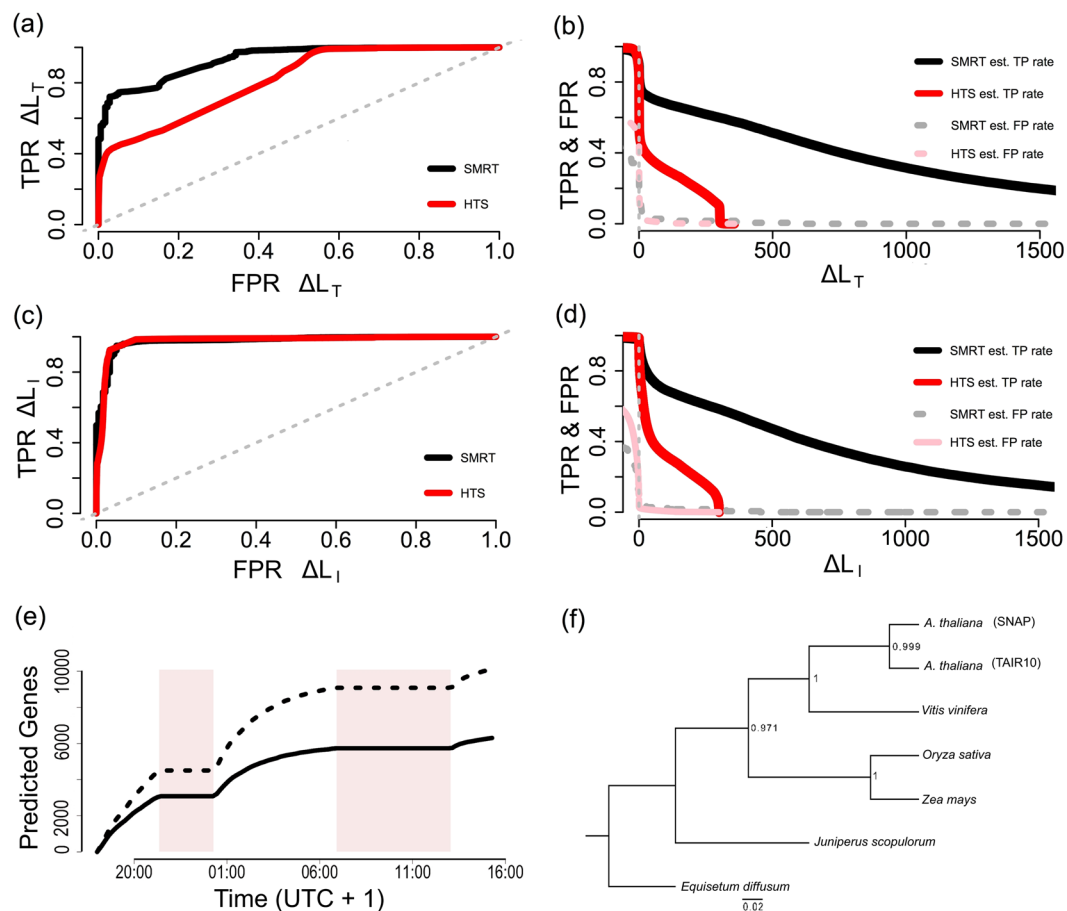 (a)
TPR ΔL_T
0.0 0.4 0.8
0.0 0.2 0.4 0.6 0.8 1.0
FPR ΔL_T
SMRT
HTS
(b)
TPR & FPR
0.0 0.4 0.8
0 500 1000 1500
ΔL_T
SMRT est. TP rate
HTS est. TP rate
SMRT est. FP rate
HTS est. FP rate
(c)
TPR ΔL_I
0.0 0.4 0.8
0.0 0.2 0.4 0.6 0.8 1.0
FPR ΔL_I
SMRT
HTS
(d)
TPR & FPR
0.0 0.4 0.8
0 500 1000 1500
ΔL_I
SMRT est. TP rate
HTS est. TP rate
SMRT est. FP rate
HTS est. FP rate
(e)
Predicted Genes
0 2000 6000 10000
20:00 01:00 06:00 11:00 16:00
Time (UTC + 1)
(f)
A. thaliana (SNAP)
0.999
A. thaliana (TAIR10)
1
Vitis vinifera
0.971
Oryza sativa
1
Zea mays
Juniperus scopulorum
Equisetum diffusum
0.02